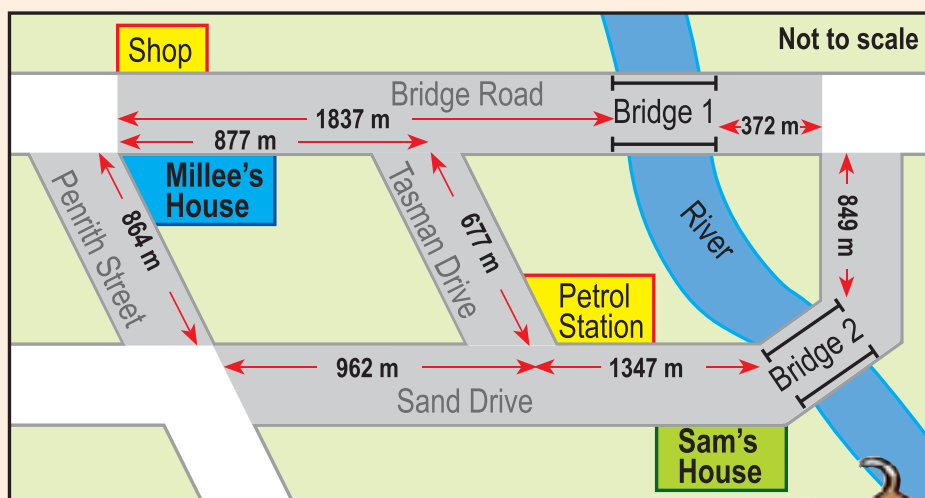 Not to scale
Shop
Bridge Road
1837 m
877 m
Bridge 1
372 m
Millee's
House
Penrith Street
864 m
Tasman Drive
677 m
River
849 m
Petrol
Station
Bridge 2
962 m
1347 m
Sand Drive
Sam's
House